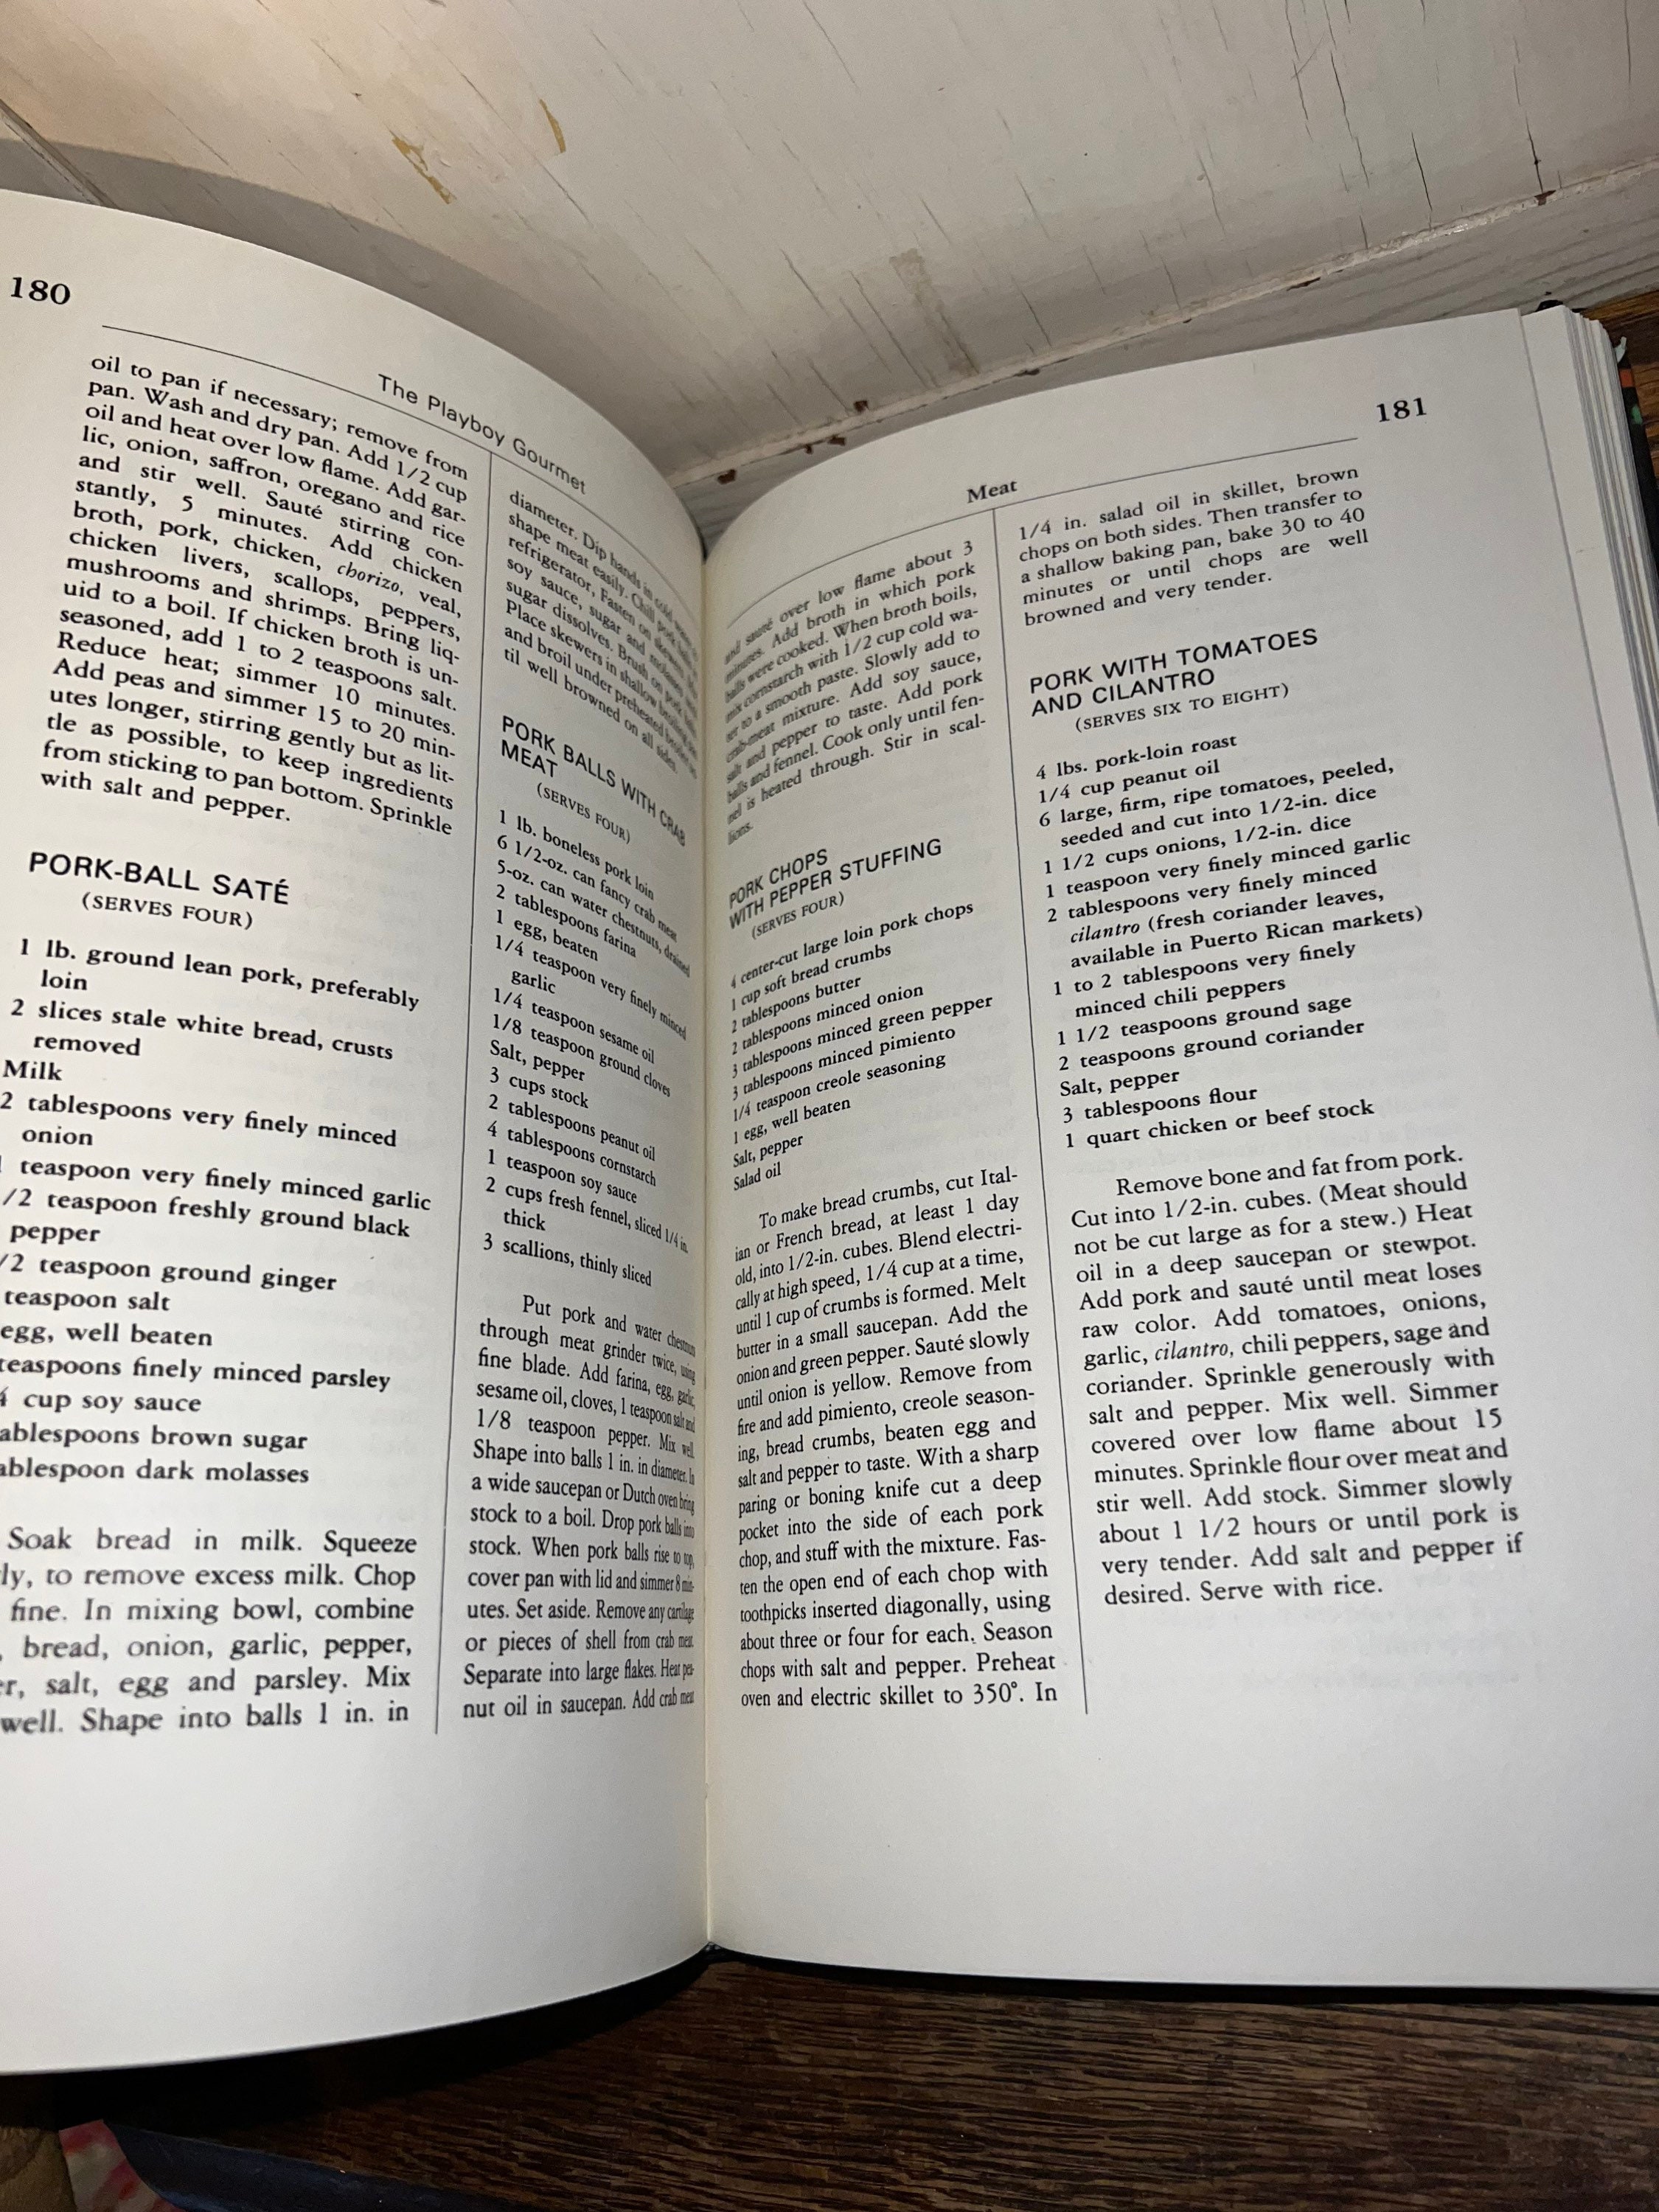 180
The Playboy Gourmet
oil to pan if necessary; remove from
pan. Wash and dry pan. Add 1/2 cup
oil and heat over low flame. Add gar-
lic, onion, saffron, oregano and rice
and stir well. Sauté stirring con-
stantly, 5 minutes. Add chicken
broth, pork, chicken, chorizo, veal,
chicken livers, scallops, peppers,
mushrooms and shrimps. Bring liq-
uid to a boil. If chicken broth is un-
seasoned, add 1 to 2 teaspoons salt.
Reduce heat; simmer 10 minutes.
Add peas and simmer 15 to 20 min-
utes longer, stirring gently but as lit-
tle as possible, to keep ingredients
from sticking to pan bottom. Sprinkle
with salt and pepper.
PORK-BALL SATÉ
(SERVES FOUR)
1 lb. ground lean pork, preferably
loin
2 slices stale white bread, crusts
removed
Milk
2 tablespoons very finely minced
onion
teaspoon very finely minced garlic
/2 teaspoon freshly ground black
pepper
/2 teaspoon ground ginger
teaspoon salt
egg, well beaten
teaspoons finely minced parsley
cup soy sauce
ablespoons brown sugar
ablespoon dark molasses
Soak bread in milk. Squeeze
ly, to remove excess milk. Chop
fine. In mixing bowl, combine
, bread, onion, garlic, pepper,
r, salt, egg and parsley. Mix
well. Shape into balls 1 in. in
diameter. Dip hands in cold water to
shape meat easily. Chill pork balls in
refrigerator. Fasten on skewers. Mix
soy sauce, sugar and molasses until
sugar dissolves. Brush on pork balls.
Place skewers in shallow broiling pan
and broil under preheated broiler un-
til well browned on all sides.
PORK BALLS WITH CRAB
MEAT
(SERVES FOUR)
1 lb. boneless pork loin
6 1/2-oz. can fancy crab meat
5-oz. can water chestnuts, drained
2 tablespoons farina
1 egg, beaten
1/4 teaspoon very finely minced
garlic
1/4 teaspoon sesame oil
1/8 teaspoon ground cloves
Salt, pepper
3 cups stock
2 tablespoons peanut oil
4 tablespoons cornstarch
1 teaspoon soy sauce
2 cups fresh fennel, sliced 1/4 in.
thick
3 scallions, thinly sliced
Put pork and water chestnuts
through meat grinder twice, using
fine blade. Add farina, egg, garlic,
sesame oil, cloves, 1 teaspoon salt and
1/8 teaspoon pepper. Mix well.
Shape into balls 1 in. in diameter. In
a wide saucepan or Dutch oven bring
stock to a boil. Drop pork balls into
stock. When pork balls rise to top,
cover pan with lid and simmer 8 min-
utes. Set aside. Remove any cartilage
or pieces of shell from crab meat.
Separate into large flakes. Heat pea-
nut oil in saucepan. Add crab meat
181
Meat
and sauté over low flame about 3
minutes. Add broth in which pork
balls were cooked. When broth boils,
mix cornstarch with 1/2 cup cold wa-
ter to a smooth paste. Slowly add to
crab-meat mixture. Add soy sauce,
salt and pepper to taste. Add pork
balls and fennel. Cook only until fen-
nel is heated through. Stir in scal-
lions.
PORK CHOPS
WITH PEPPER STUFFING
(SERVES FOUR)
4 center-cut large loin pork chops
1 cup soft bread crumbs
2 tablespoons butter
2 tablespoons minced onion
3 tablespoons minced green pepper
3 tablespoons minced pimiento
1/4 teaspoon creole seasoning
1 egg, well beaten
Salt, pepper
Salad oil
To make bread crumbs, cut Ital-
ian or French bread, at least 1 day
old, into 1/2-in. cubes. Blend electri-
cally at high speed, 1/4 cup at a time,
until 1 cup of crumbs is formed. Melt
butter in a small saucepan. Add the
onion and green pepper. Sauté slowly
until onion is yellow. Remove from
fire and add pimiento, creole season-
ing, bread crumbs, beaten egg and
salt and pepper to taste. With a sharp
paring or boning knife cut a deep
pocket into the side of each pork
chop, and stuff with the mixture. Fas-
ten the open end of each chop with
toothpicks inserted diagonally, using
about three or four for each. Season
chops with salt and pepper. Preheat
oven and electric skillet to 350°. In
1/4 in. salad oil in skillet, brown
chops on both sides. Then transfer to
a shallow baking pan, bake 30 to 40
minutes or until chops are well
browned and very tender.
PORK WITH TOMATOES
AND CILANTRO
(SERVES SIX TO EIGHT)
4 lbs. pork-loin roast
1/4 cup peanut oil
6 large, firm, ripe tomatoes, peeled,
seeded and cut into 1/2-in. dice
1 1/2 cups onions, 1/2-in. dice
1 teaspoon very finely minced garlic
2 tablespoons very finely minced
cilantro (fresh coriander leaves,
available in Puerto Rican markets)
1 to 2 tablespoons very finely
minced chili peppers
1 1/2 teaspoons ground sage
2 teaspoons ground coriander
Salt, pepper
3 tablespoons flour
1 quart chicken or beef stock
Remove bone and fat from pork.
Cut into 1/2-in. cubes. (Meat should
not be cut large as for a stew.) Heat
oil in a deep saucepan or stewpot.
Add pork and sauté until meat loses
raw color. Add tomatoes, onions,
garlic, cilantro, chili peppers, sage and
coriander. Sprinkle generously with
salt and pepper. Mix well. Simmer
covered over low flame about 15
minutes. Sprinkle flour over meat and
stir well. Add stock. Simmer slowly
about 1 1/2 hours or until pork is
very tender. Add salt and pepper if
desired. Serve with rice.